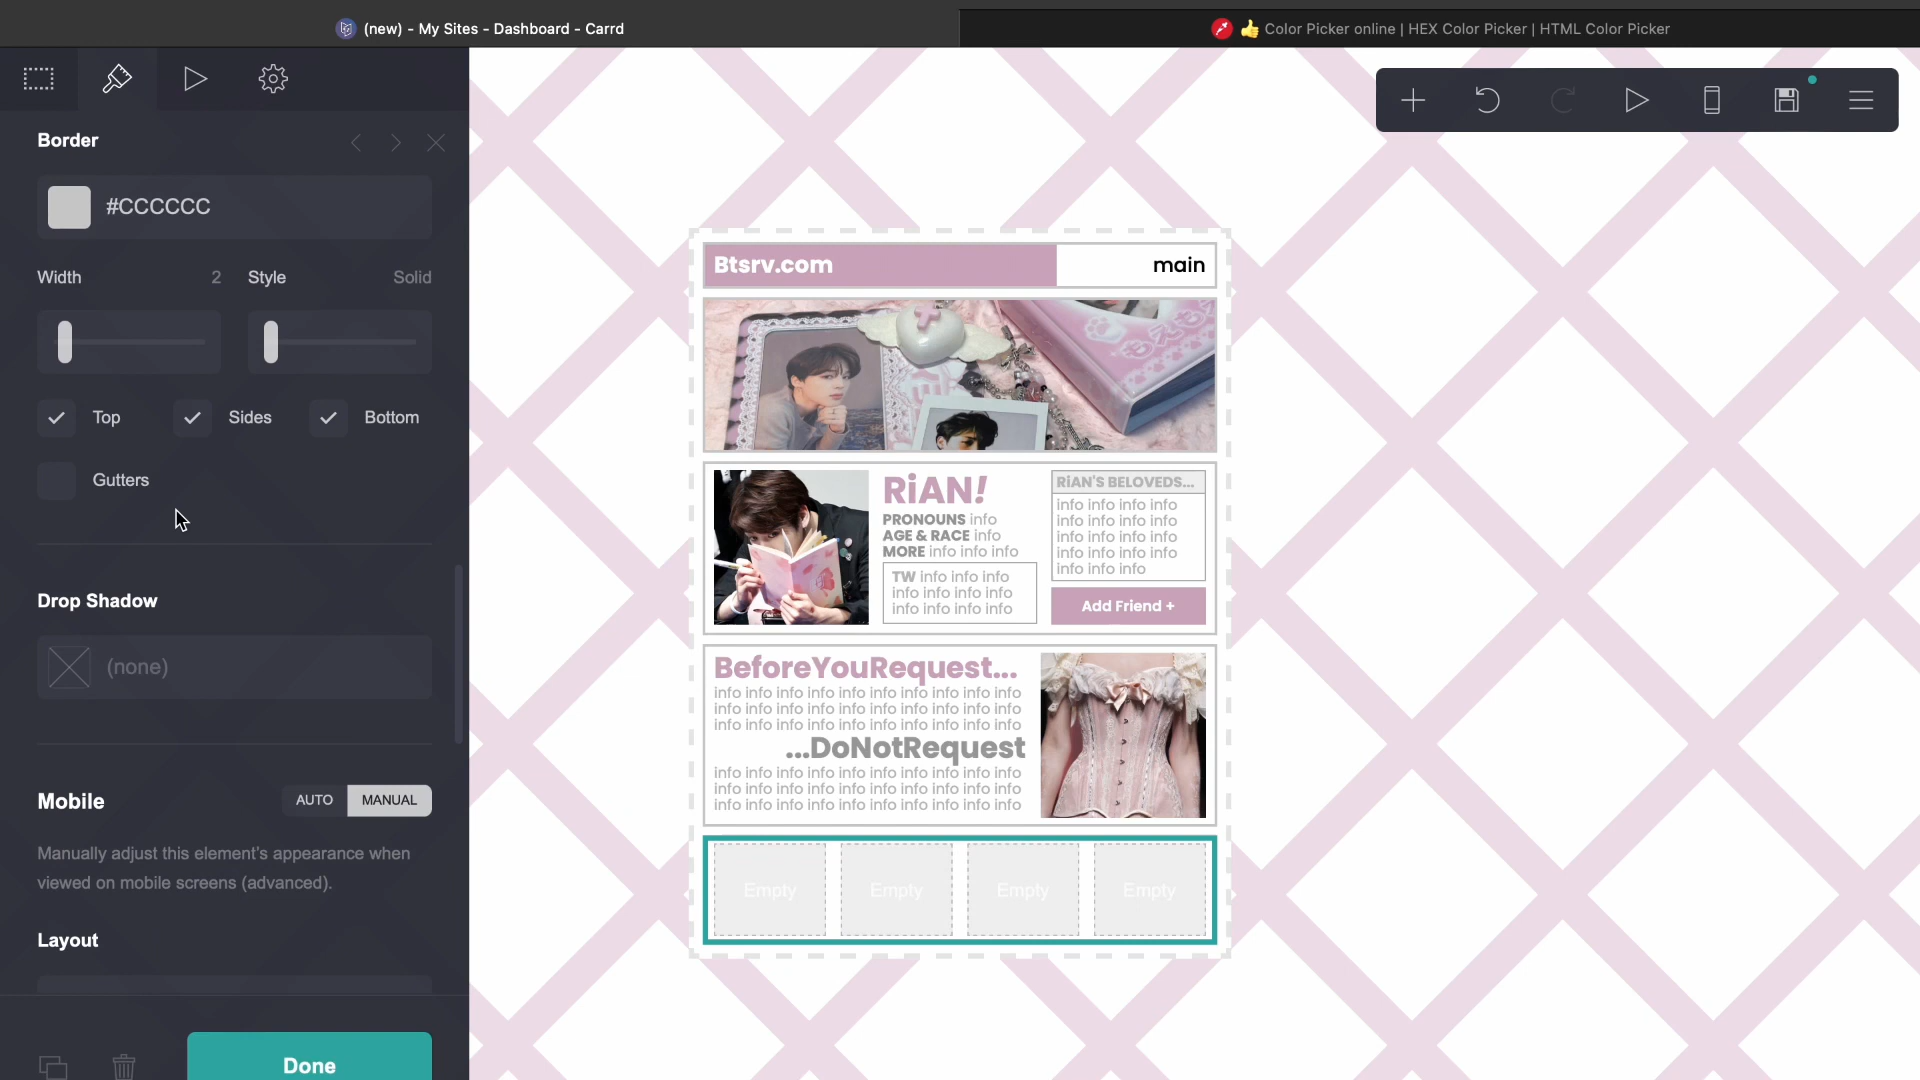 (new) - My Sites - Dashboard - Carrd
👍 Color Picker online | HEX Color Picker | HTML Color Picker
Border
#CCCCCC
Width 2 Style Solid
Top Sides Bottom
Gutters
Drop Shadow
(none)
Mobile AUTO MANUAL
Manually adjust this element's appearance when
viewed on mobile screens (advanced).
Layout
Done
Btsrv.com
main
RiAN!
PRONOUNS info
AGE & RACE info
MORE info info info
TW info info info
info info info info
info info info info
RiAN'S BELOVEDS...
info info info info
info info info info
info info info info
info info info info
info info info
Add Friend +
BeforeYouRequest...
info info info info info info info info info info
info info info info info info info info info info
info info info info info info info info info info
...DoNotRequest
info info info info info info info info info info
info info info info info info info info info info
info info info info info info info info info info
Empty Empty Empty Empty